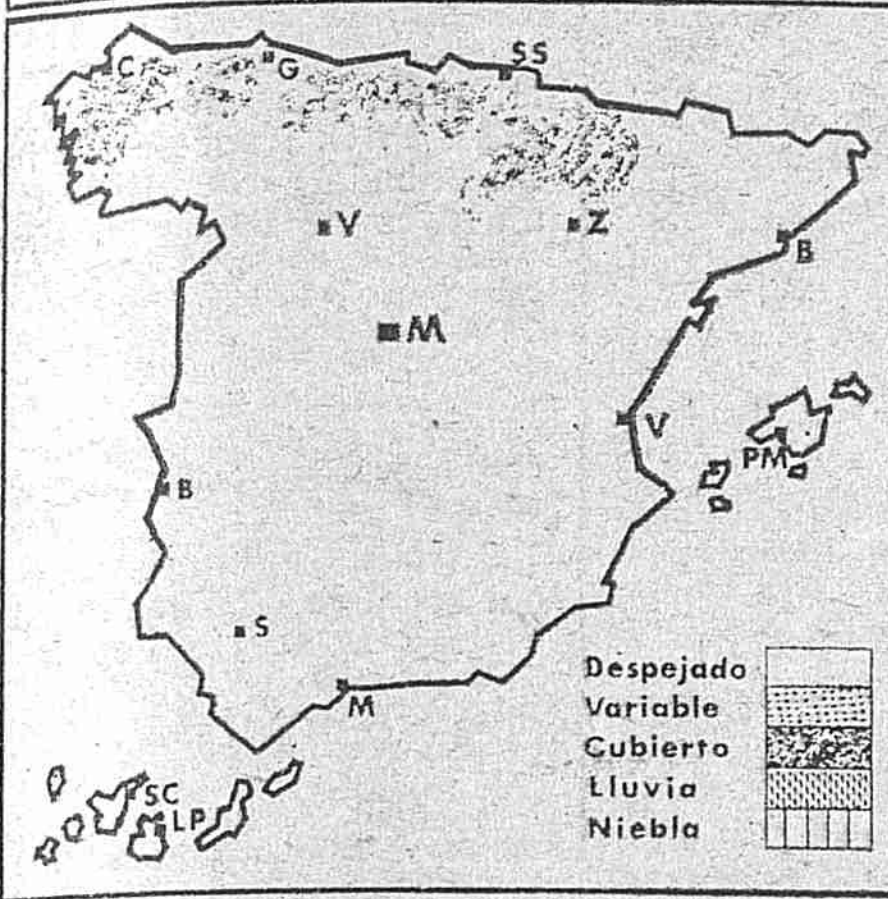 C
G
SS
V
Z
B
M
V
PM
B
S
M
SC
LP
Despejado
Variable
Cubierto
Lluvia
Niebla